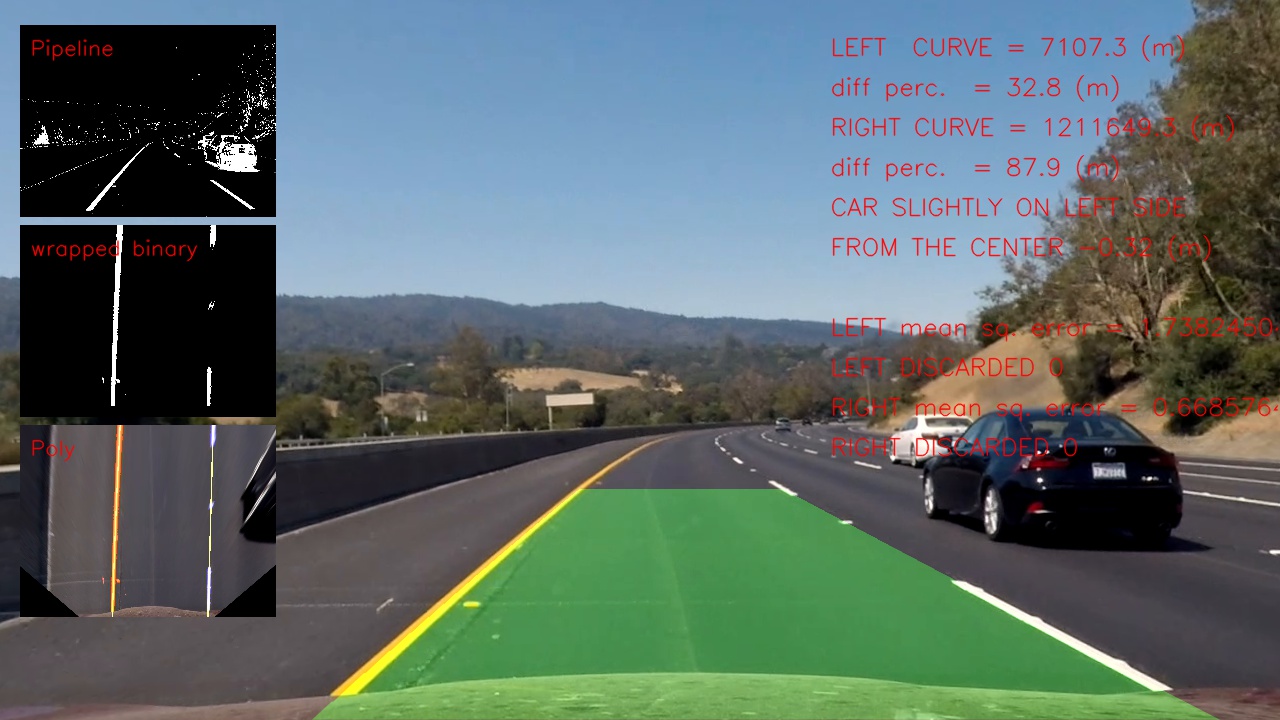 Pipeline
wrapped binary
Poly
LEFT CURVE = 7107.3 (m)
diff perc. = 32.8 (m)
RIGHT CURVE = 1211649.3 (m)
diff perc. = 87.9 (m)
CAR SLIGHTLY ON LEFT SIDE
FROM THE CENTER -0.32 (m)
LEFT mean sq. error = 1.7382450
LEFT DISCARDED 0
RIGHT mean sq. error = 0.668576
RIGHT DISCARDED 0